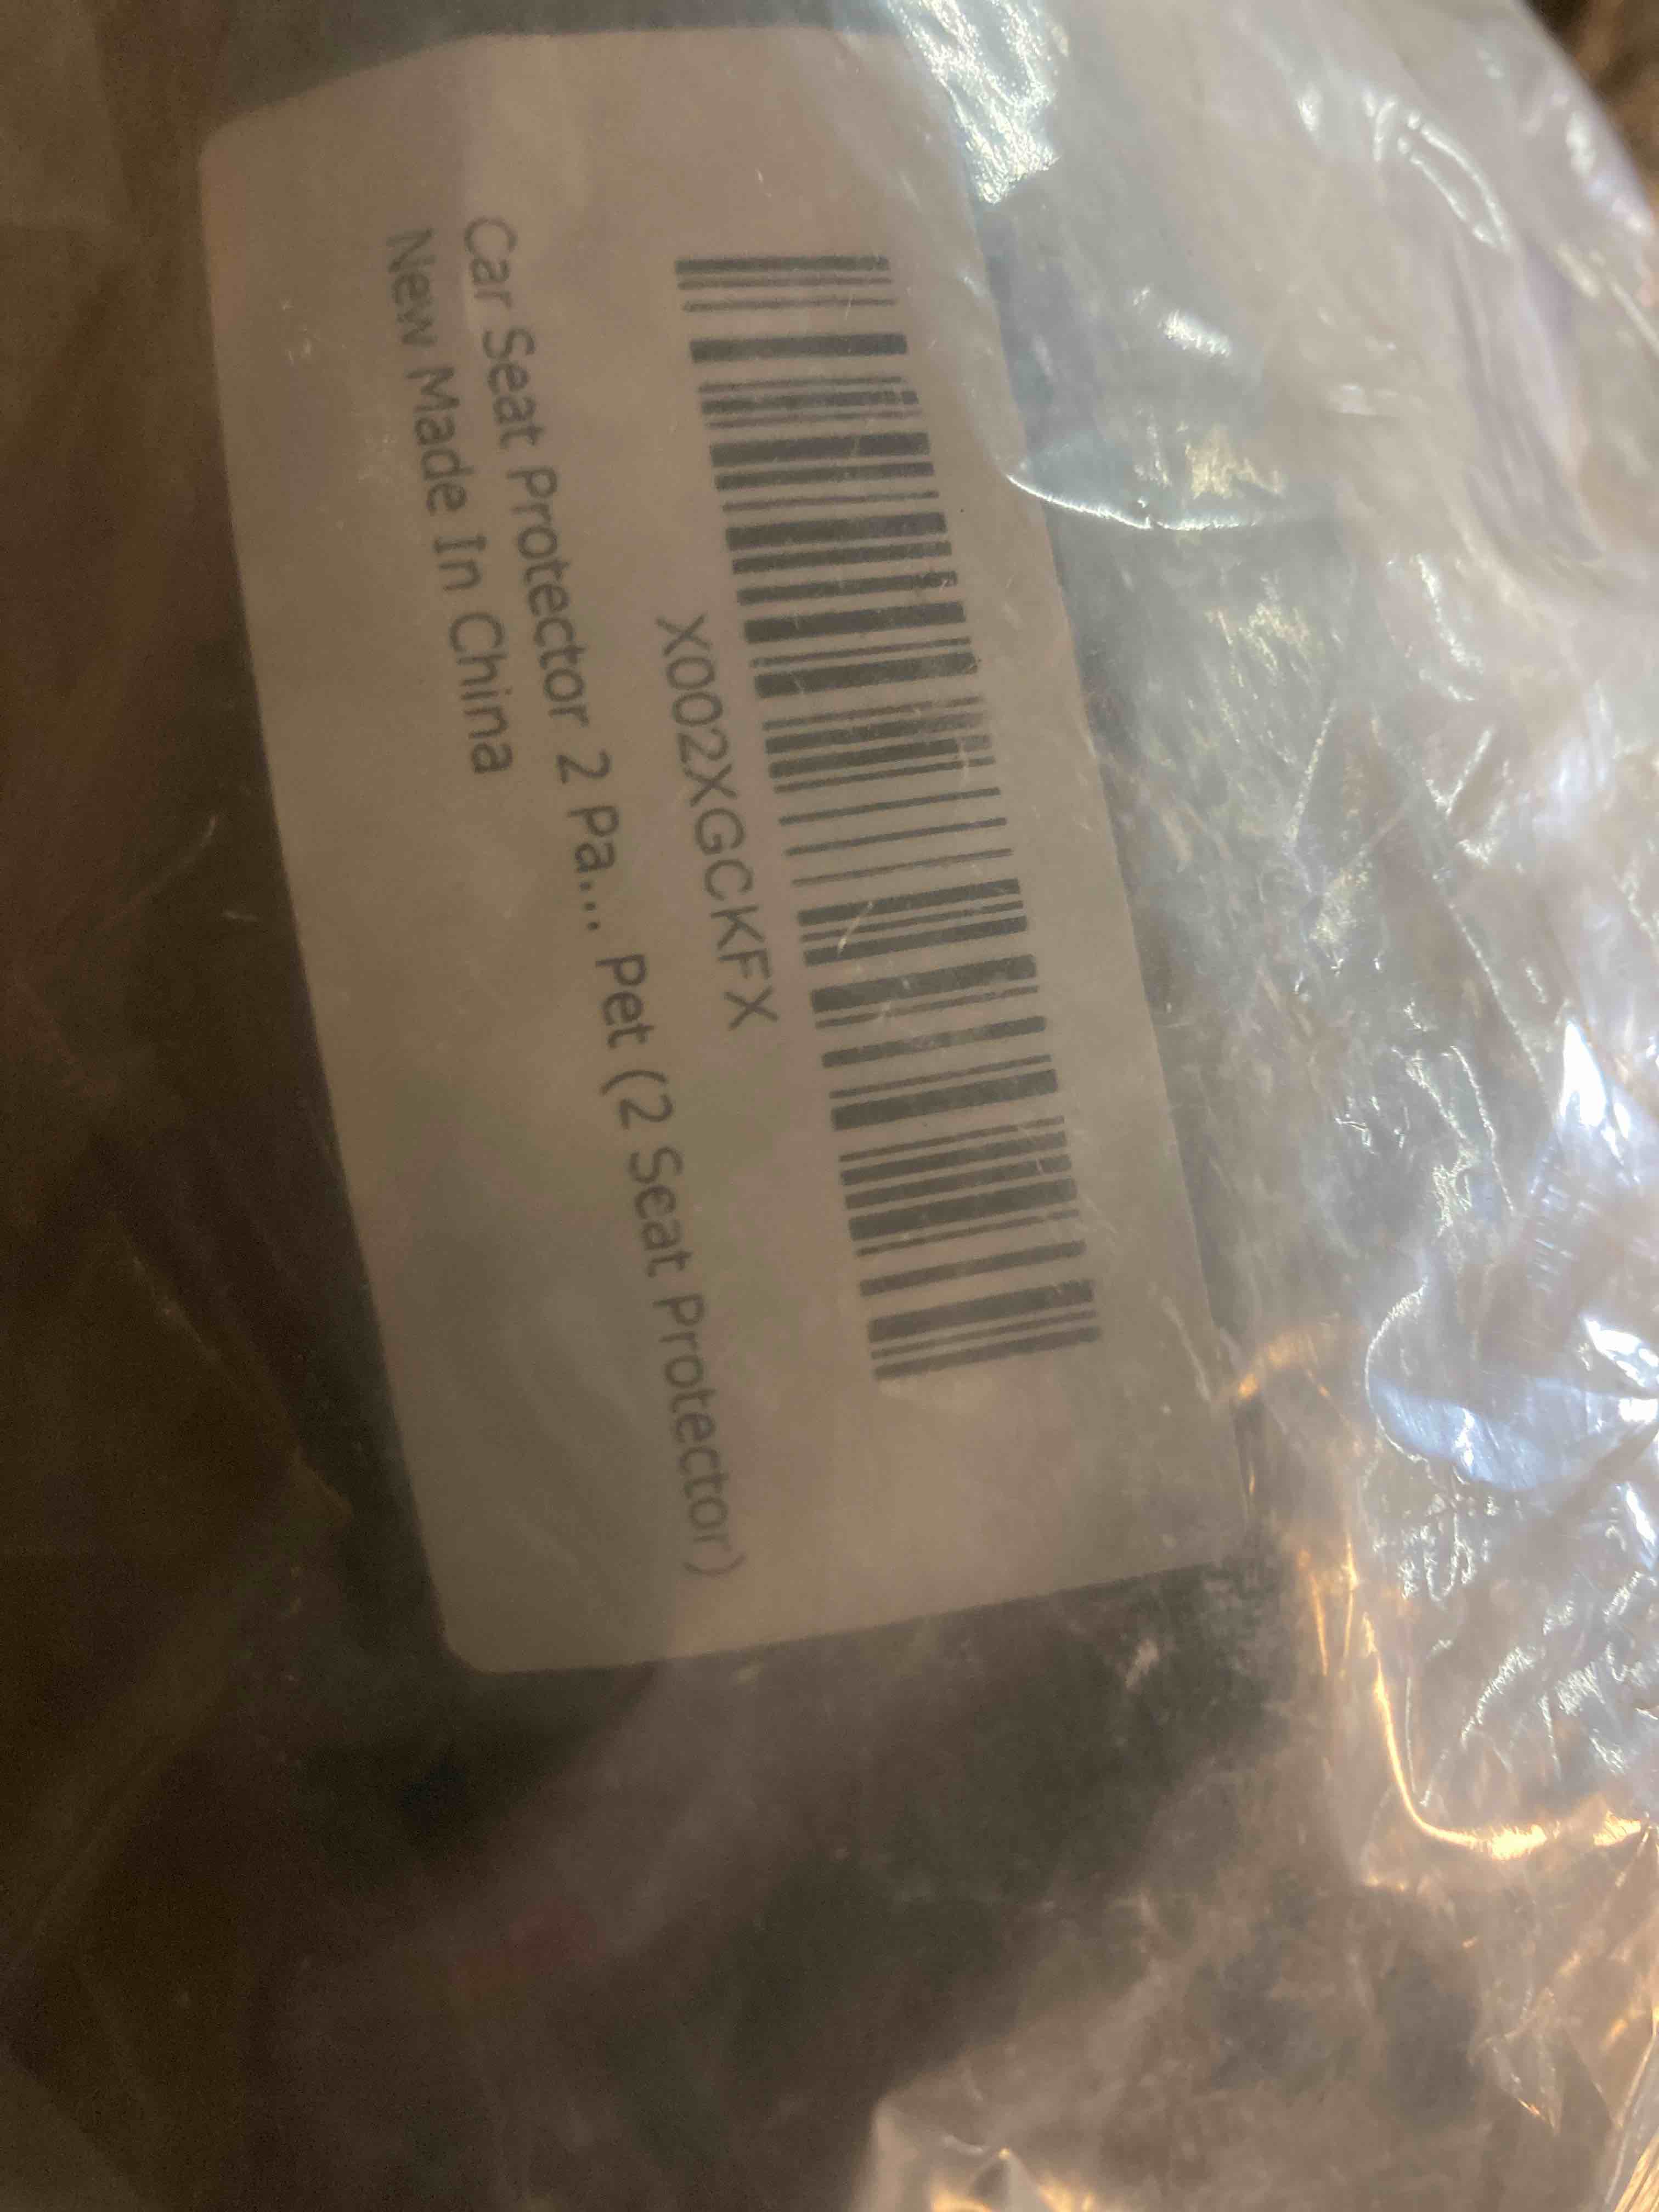 X002XGCKFX
Car Seat Protector 2 Pa... Pet (2 Seat Protector)
New Made In China